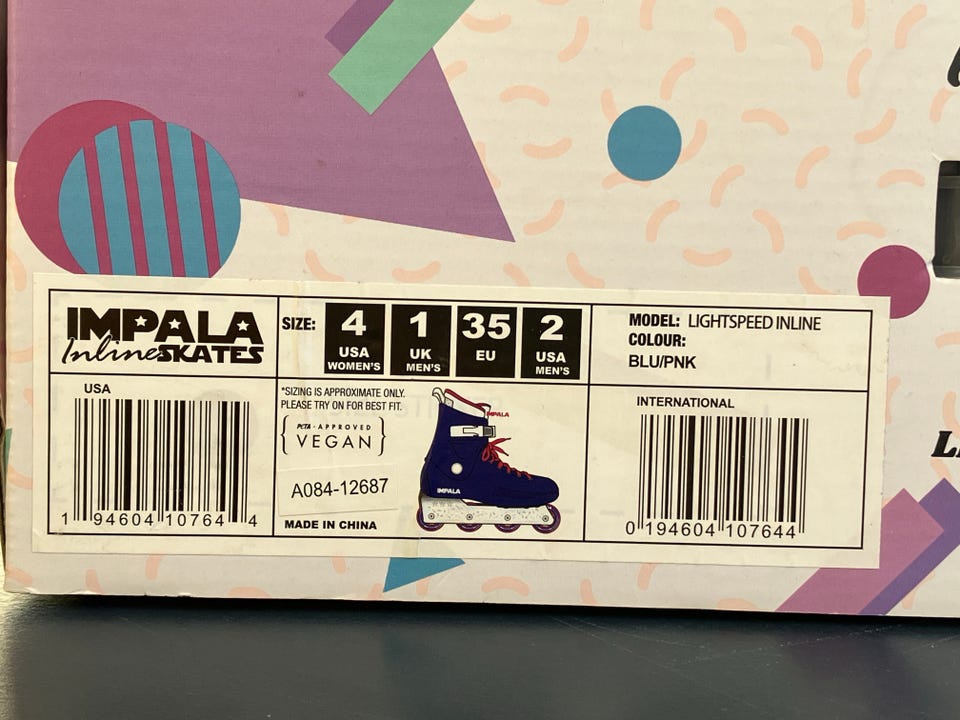 IMPALA
InlineSKATES
SIZE:
4
USA
WOMEN'S
1
UK
MEN'S
35
EU
2
USA
MEN'S
MODEL: LIGHTSPEED INLINE
COLOUR:
BLU/PNK
USA
1 94604 10764 4
*SIZING IS APPROXIMATE ONLY.
PLEASE TRY ON FOR BEST FIT.
PETA - APPROVED
VEGAN
A084-12687
MADE IN CHINA
IMPALA
IMPALA
INTERNATIONAL
0 194604 107644